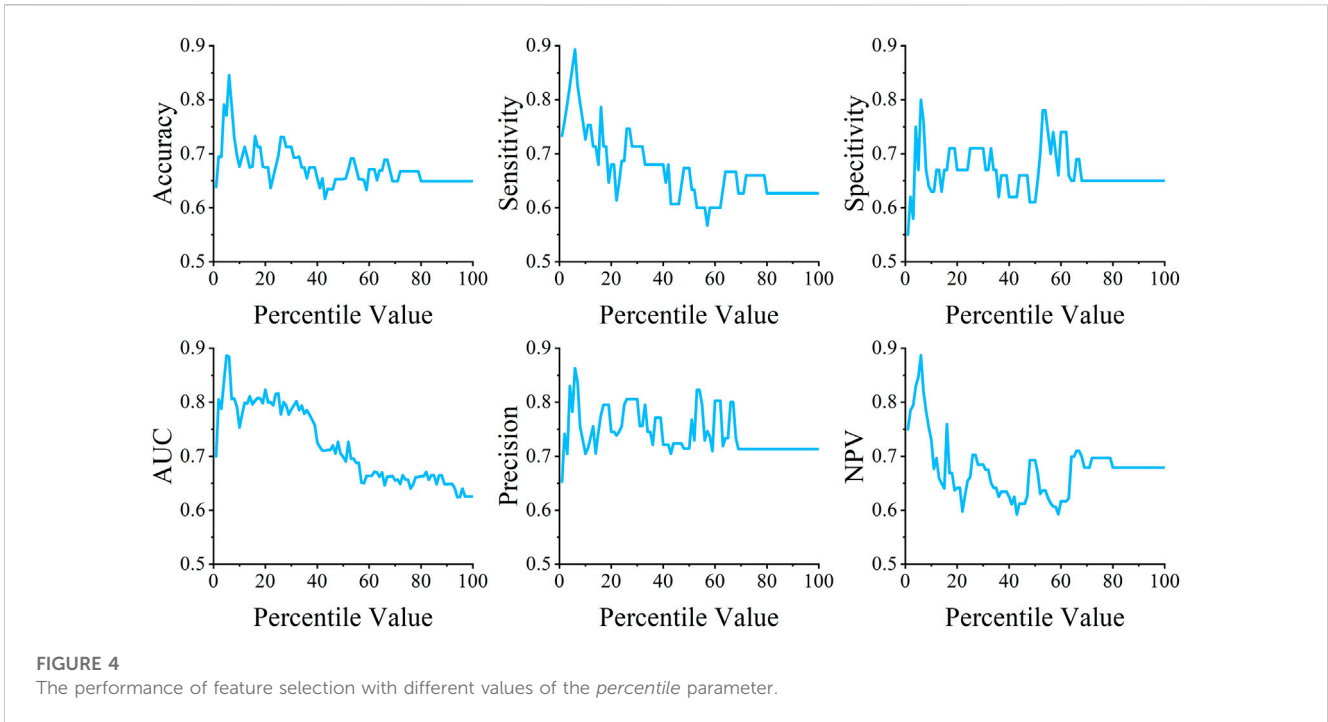 0.9
0.8
0.7
0.6
0.5
Accuracy
0 20 40 60 80 100
Percentile Value
0.9
0.8
0.7
0.6
0.5
Sensitivity
0 20 40 60 80 100
Percentile Value
0.9
0.8
0.7
0.6
0.5
Specitivity
0 20 40 60 80 100
Percentile Value
0.9
0.8
0.7
0.6
0.5
AUC
0 20 40 60 80 100
Percentile Value
0.9
0.8
0.7
0.6
0.5
Precision
0 20 40 60 80 100
Percentile Value
0.9
0.8
0.7
0.6
0.5
NPV
0 20 40 60 80 100
Percentile Value
FIGURE 4
The performance of feature selection with different values of the percentile parameter.